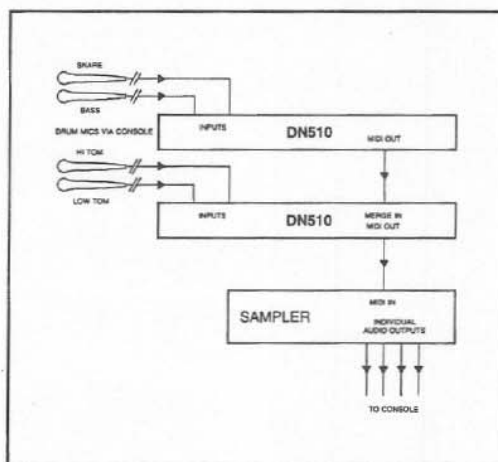 SNARE
BASS
DRUM MICS VIA CONSOLE
INPUTS
DN510
MIDI OUT
HI TOM
LOW TOM
INPUTS
DN510
MERGE IN
MIDI OUT
SAMPLER
MIDI IN
INDIVIDUAL
AUDIO OUTPUTS
TO CONSOLE